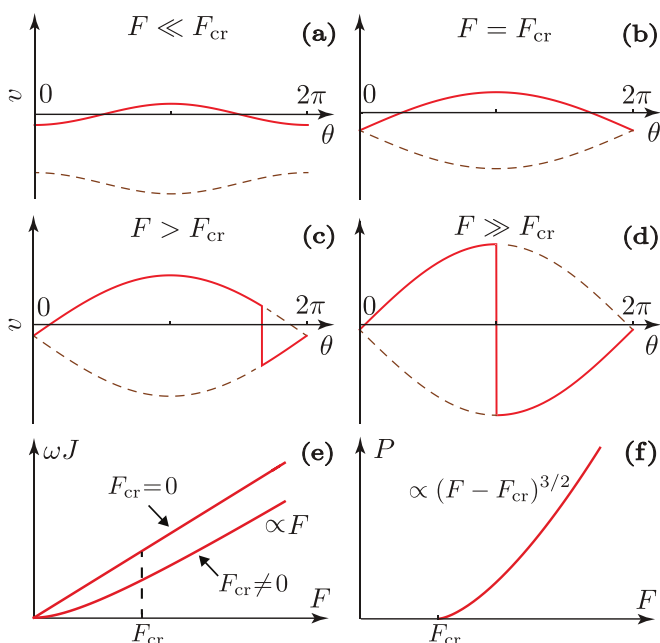 F ≪ F_cr (a)
v
0
2π
θ
F = F_cr (b)
0
2π
θ
F > F_cr (c)
v
0
2π
θ
F ≫ F_cr (d)
0
2π
θ
ωJ (e)
F_cr=0
∝F
F_cr≠0
F
F_cr
P (f)
∝ (F − F_cr)^3/2
F
F_cr